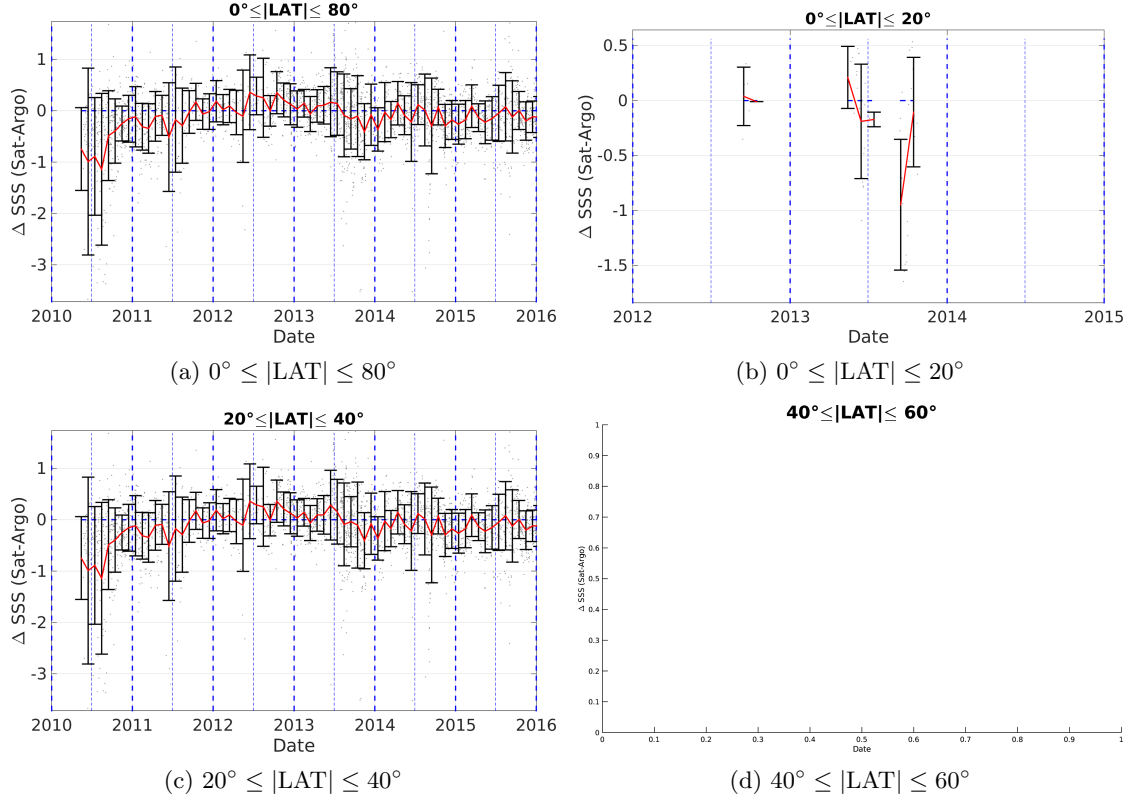 0°≤|LAT|≤ 80°
Δ SSS (Sat-Argo)
1
0
-1
-2
-3
2010 2011 2012 2013 2014 2015 2016
Date
(a) 0° ≤ |LAT| ≤ 80°
0°≤|LAT|≤ 20°
Δ SSS (Sat-Argo)
0.5
0
-0.5
-1
-1.5
2012 2013 2014 2015
Date
(b) 0° ≤ |LAT| ≤ 20°
20°≤|LAT|≤ 40°
Δ SSS (Sat-Argo)
1
0
-1
-2
-3
2010 2011 2012 2013 2014 2015 2016
Date
(c) 20° ≤ |LAT| ≤ 40°
40°≤|LAT|≤ 60°
Δ SSS (Sat-Argo)
1
0.9
0.8
0.7
0.6
0.5
0.4
0.3
0.2
0.1
0
0 0.1 0.2 0.3 0.4 0.5 0.6 0.7 0.8 0.9 1
Date
(d) 40° ≤ |LAT| ≤ 60°